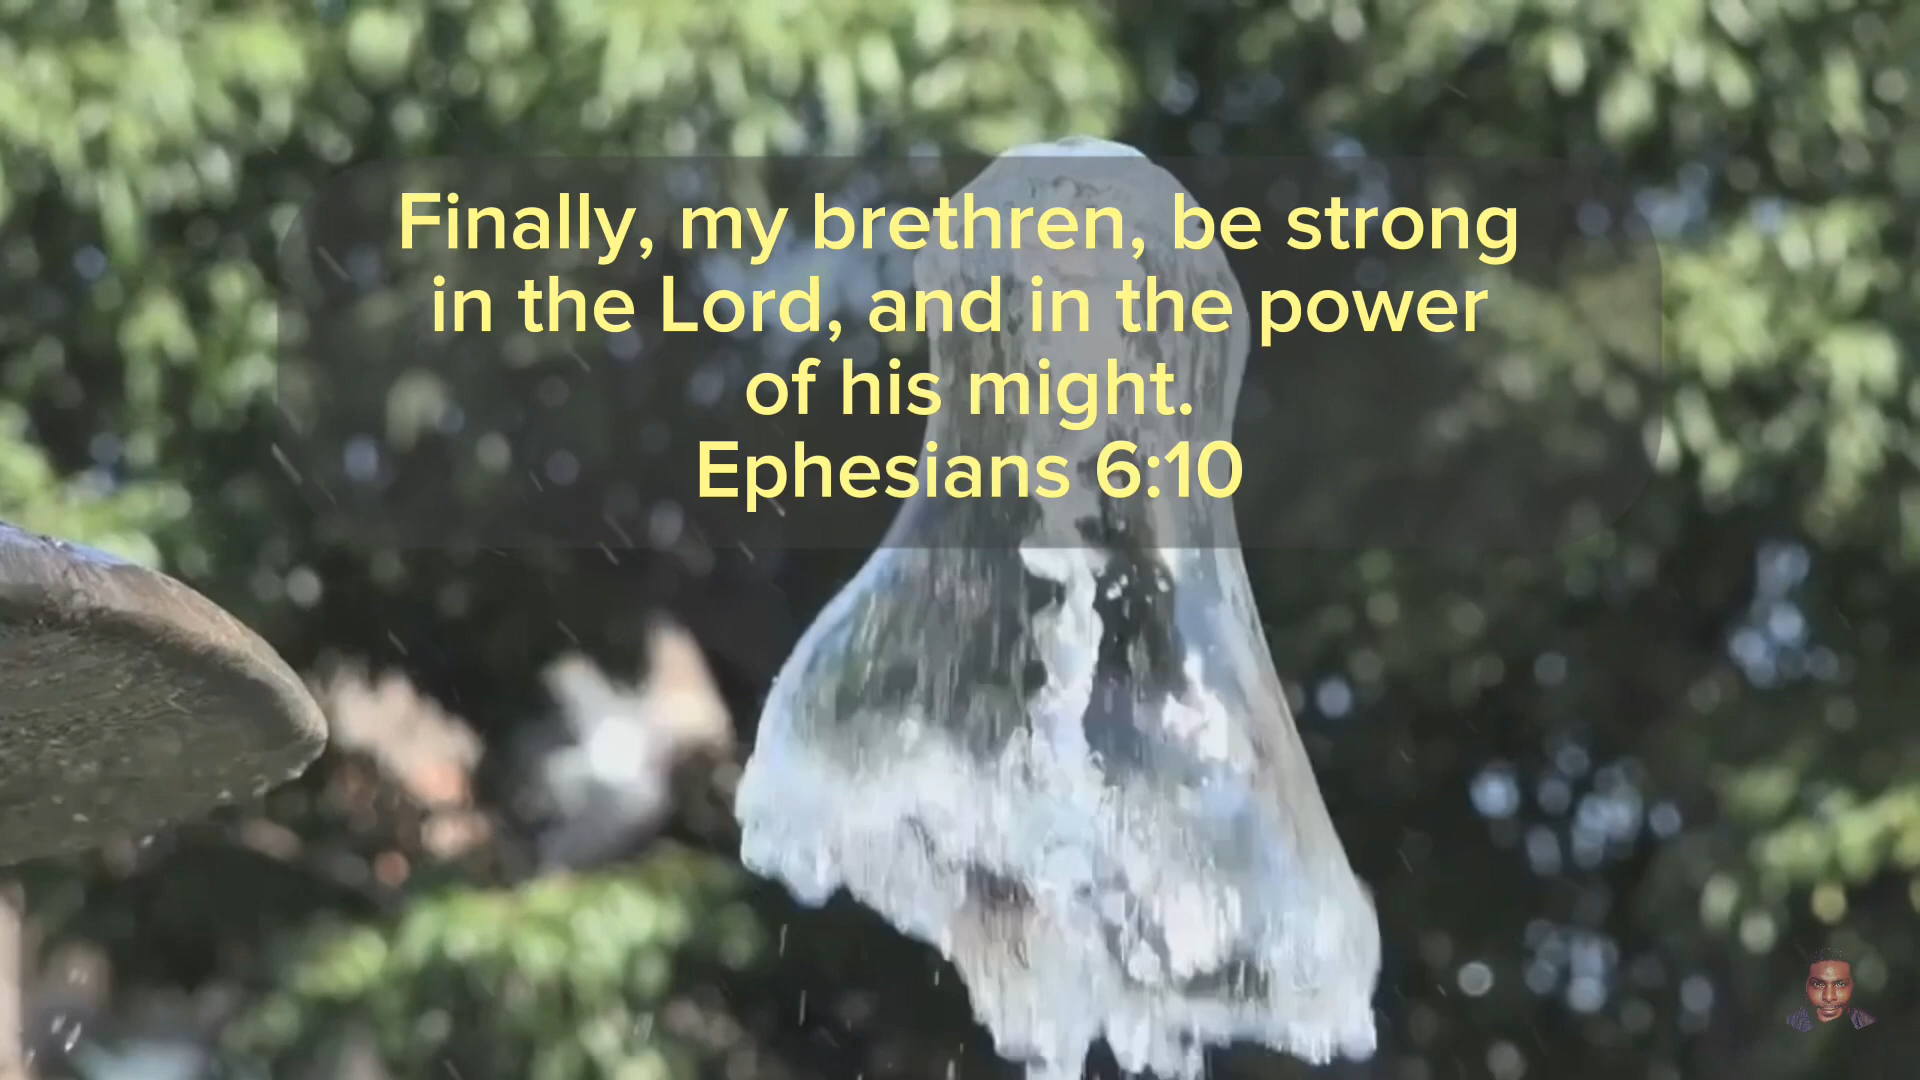 Finally, my brethren, be strong
in the Lord, and in the power
of his might.
Ephesians 6:10